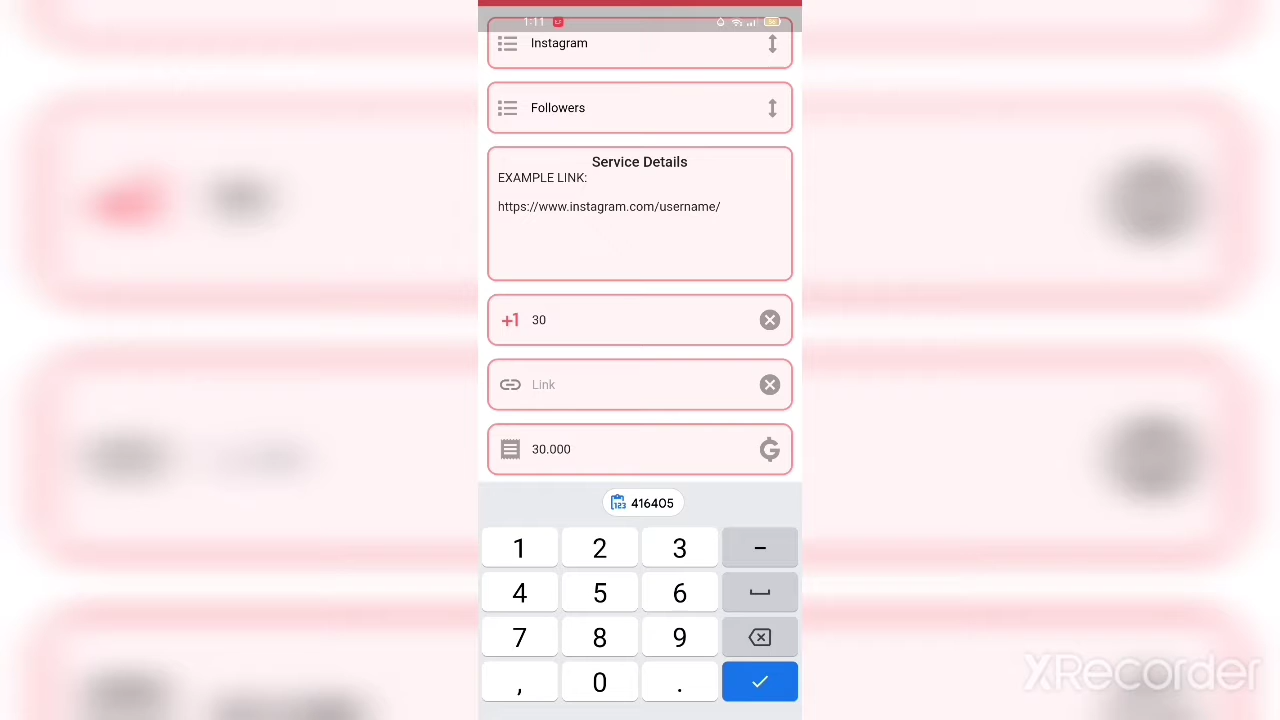 1:11
Instagram
Followers
Service Details
EXAMPLE LINK:
https://www.instagram.com/username/
+1 30
Link
30.000
123 416405
1 2 3 -
4 5 6
7 8 9
, 0 .
XRecorder